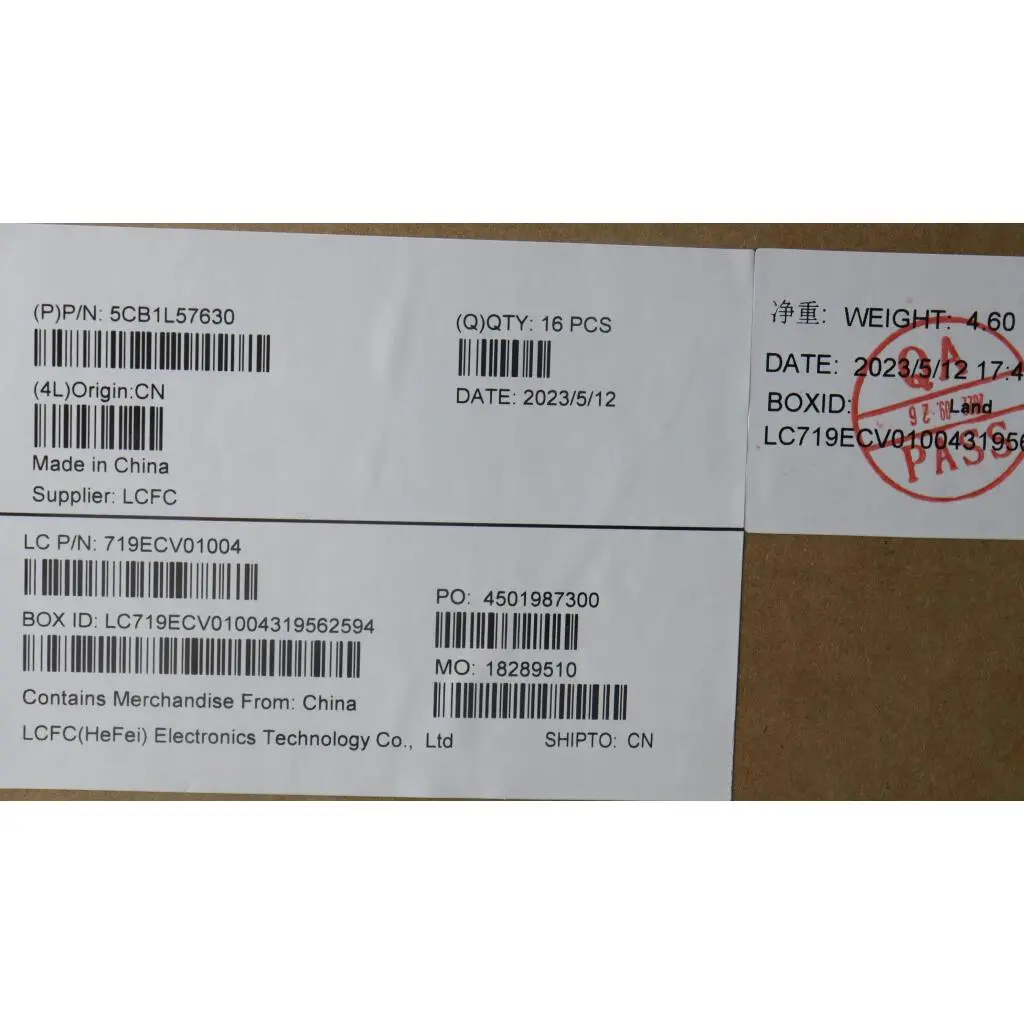 (P)P/N: 5CB1L57630
(Q)QTY: 16 PCS
(4L)Origin:CN
DATE: 2023/5/12
Made in China
Supplier: LCFC
LC P/N: 719ECV01004
PO: 4501987300
BOX ID: LC719ECV01004319562594
MO: 18289510
Contains Merchandise From: China
LCFC(HeFei) Electronics Technology Co., Ltd
SHIPTO: CN
净重: WEIGHT: 4.60
DATE: 2023/5/12 17:4
BOXID:
Land
LC719ECV0100431956
QA
PASS